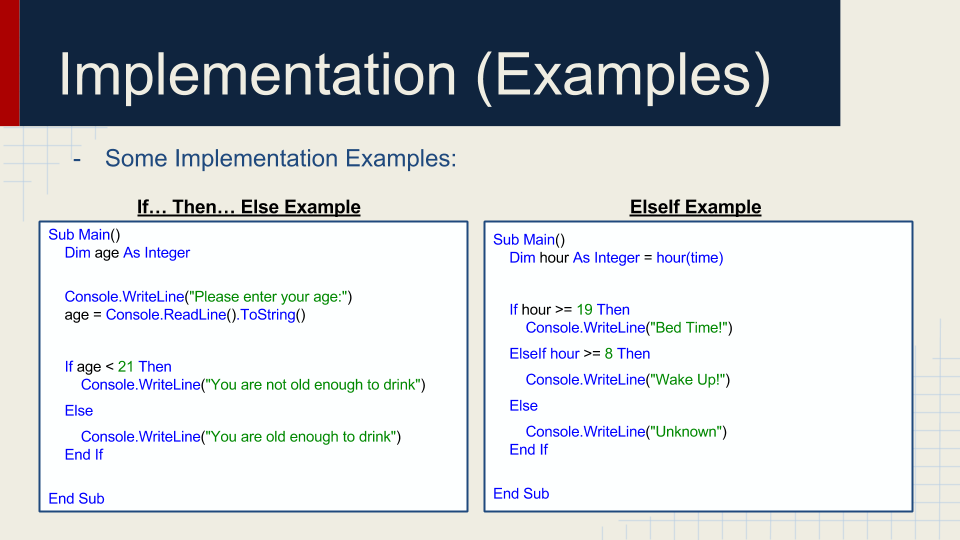 Implementation (Examples)
- Some Implementation Examples:
If… Then… Else Example
Sub Main()
Dim age As Integer
Console.WriteLine("Please enter your age:")
age = Console.ReadLine().ToString()
If age < 21 Then
Console.WriteLine("You are not old enough to drink")
Else
Console.WriteLine("You are old enough to drink")
End If
End Sub
ElseIf Example
Sub Main()
Dim hour As Integer = hour(time)
If hour >= 19 Then
Console.WriteLine("Bed Time!")
ElseIf hour >= 8 Then
Console.WriteLine("Wake Up!")
Else
Console.WriteLine("Unknown")
End If
End Sub